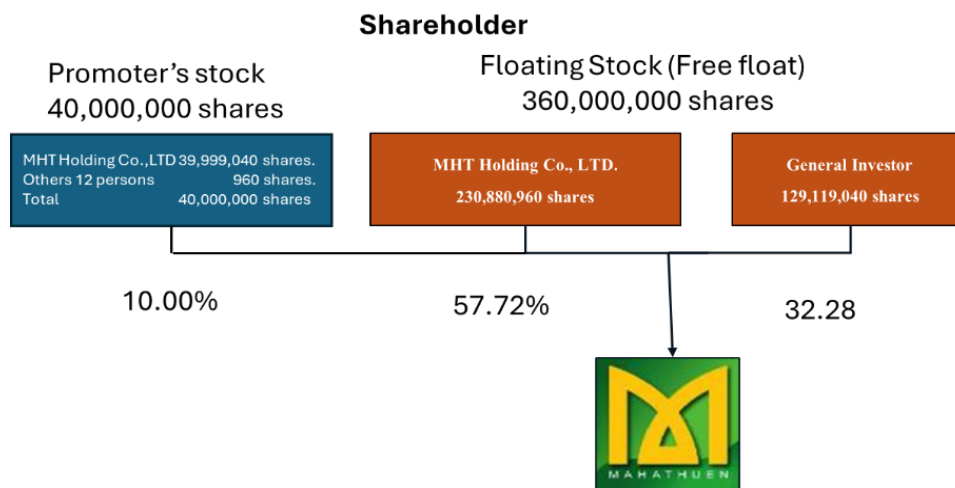 Shareholder
Promoter’s stock
40,000,000 shares
Floating Stock (Free float)
360,000,000 shares
MHT Holding Co.,LTD 39,999,040 shares.
Others 12 persons 960 shares.
Total 40,000,000 shares
MHT Holding Co., LTD.
230,880,960 shares
General Investor
129,119,040 shares
10.00%
57.72%
32.28
MAHATHUEN